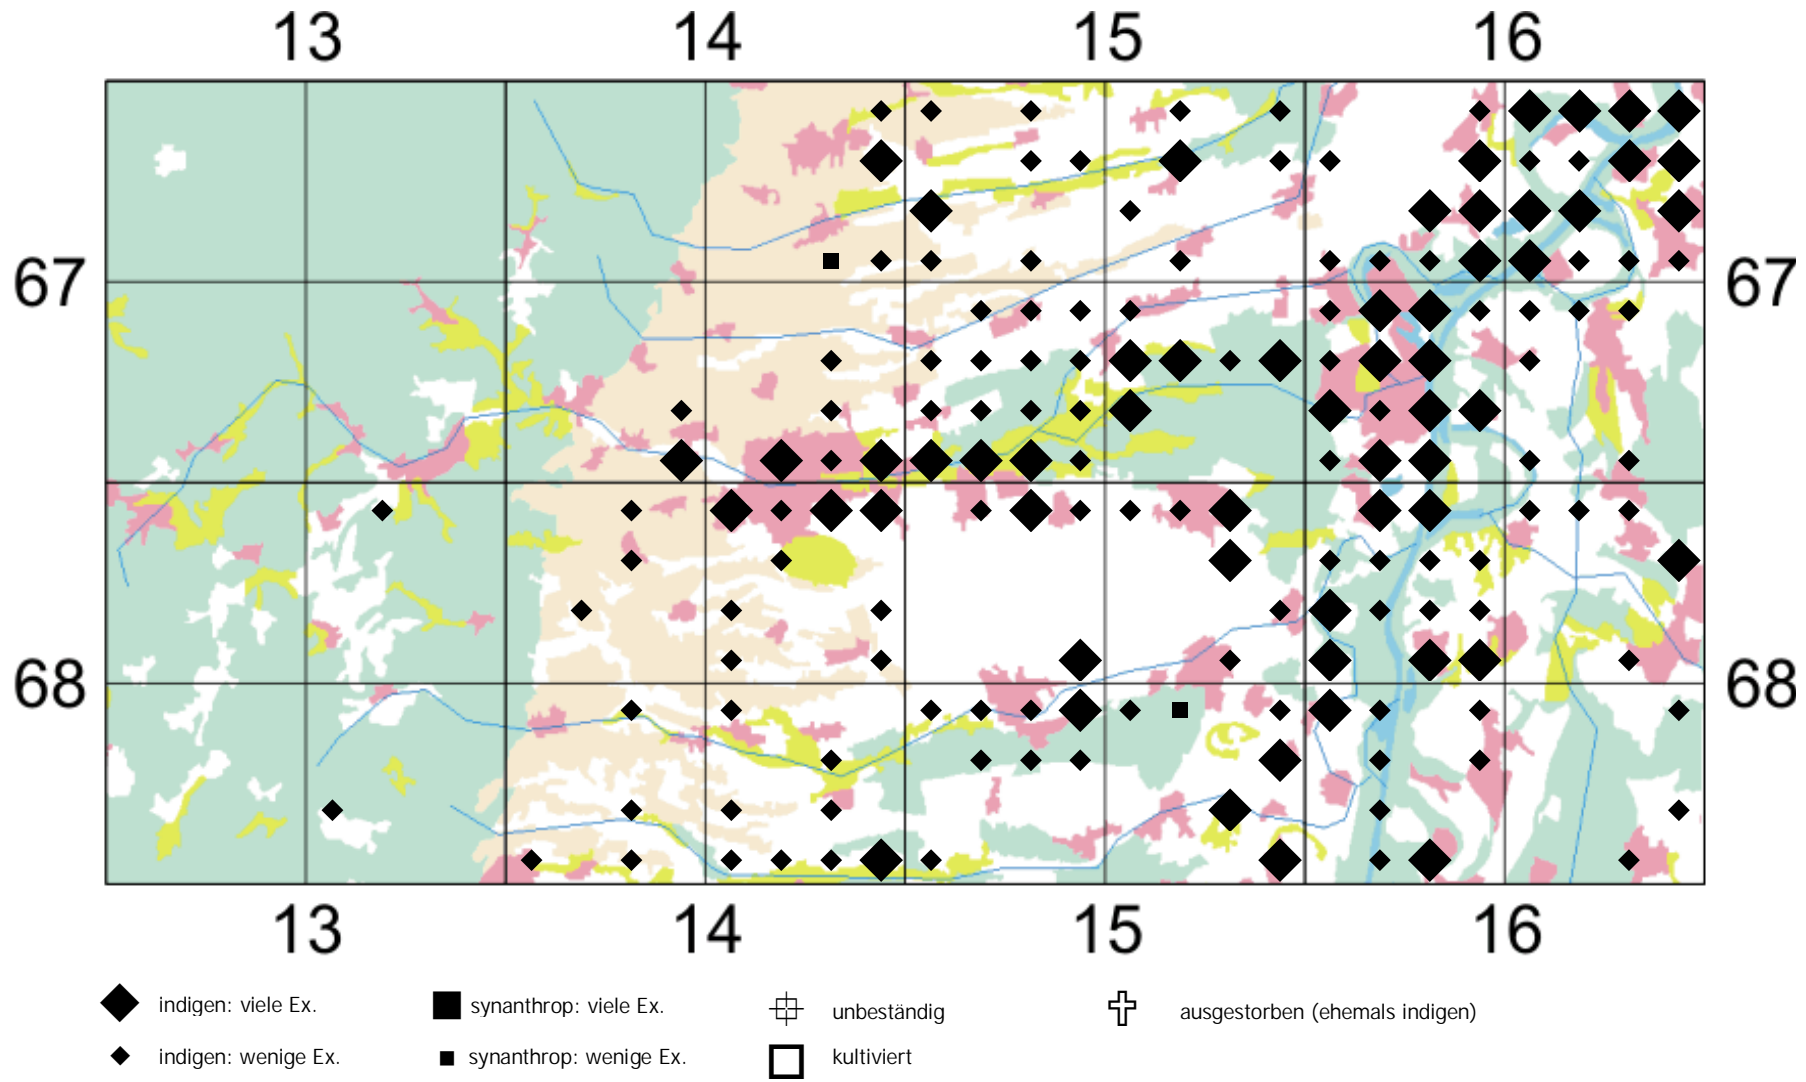 13 14 15 16
67 67
68 68
13 14 15 16
indigen: viele Ex. synanthrop: viele Ex. unbeständig ausgestorben (ehemals indigen)
indigen: wenige Ex. synanthrop: wenige Ex. kultiviert